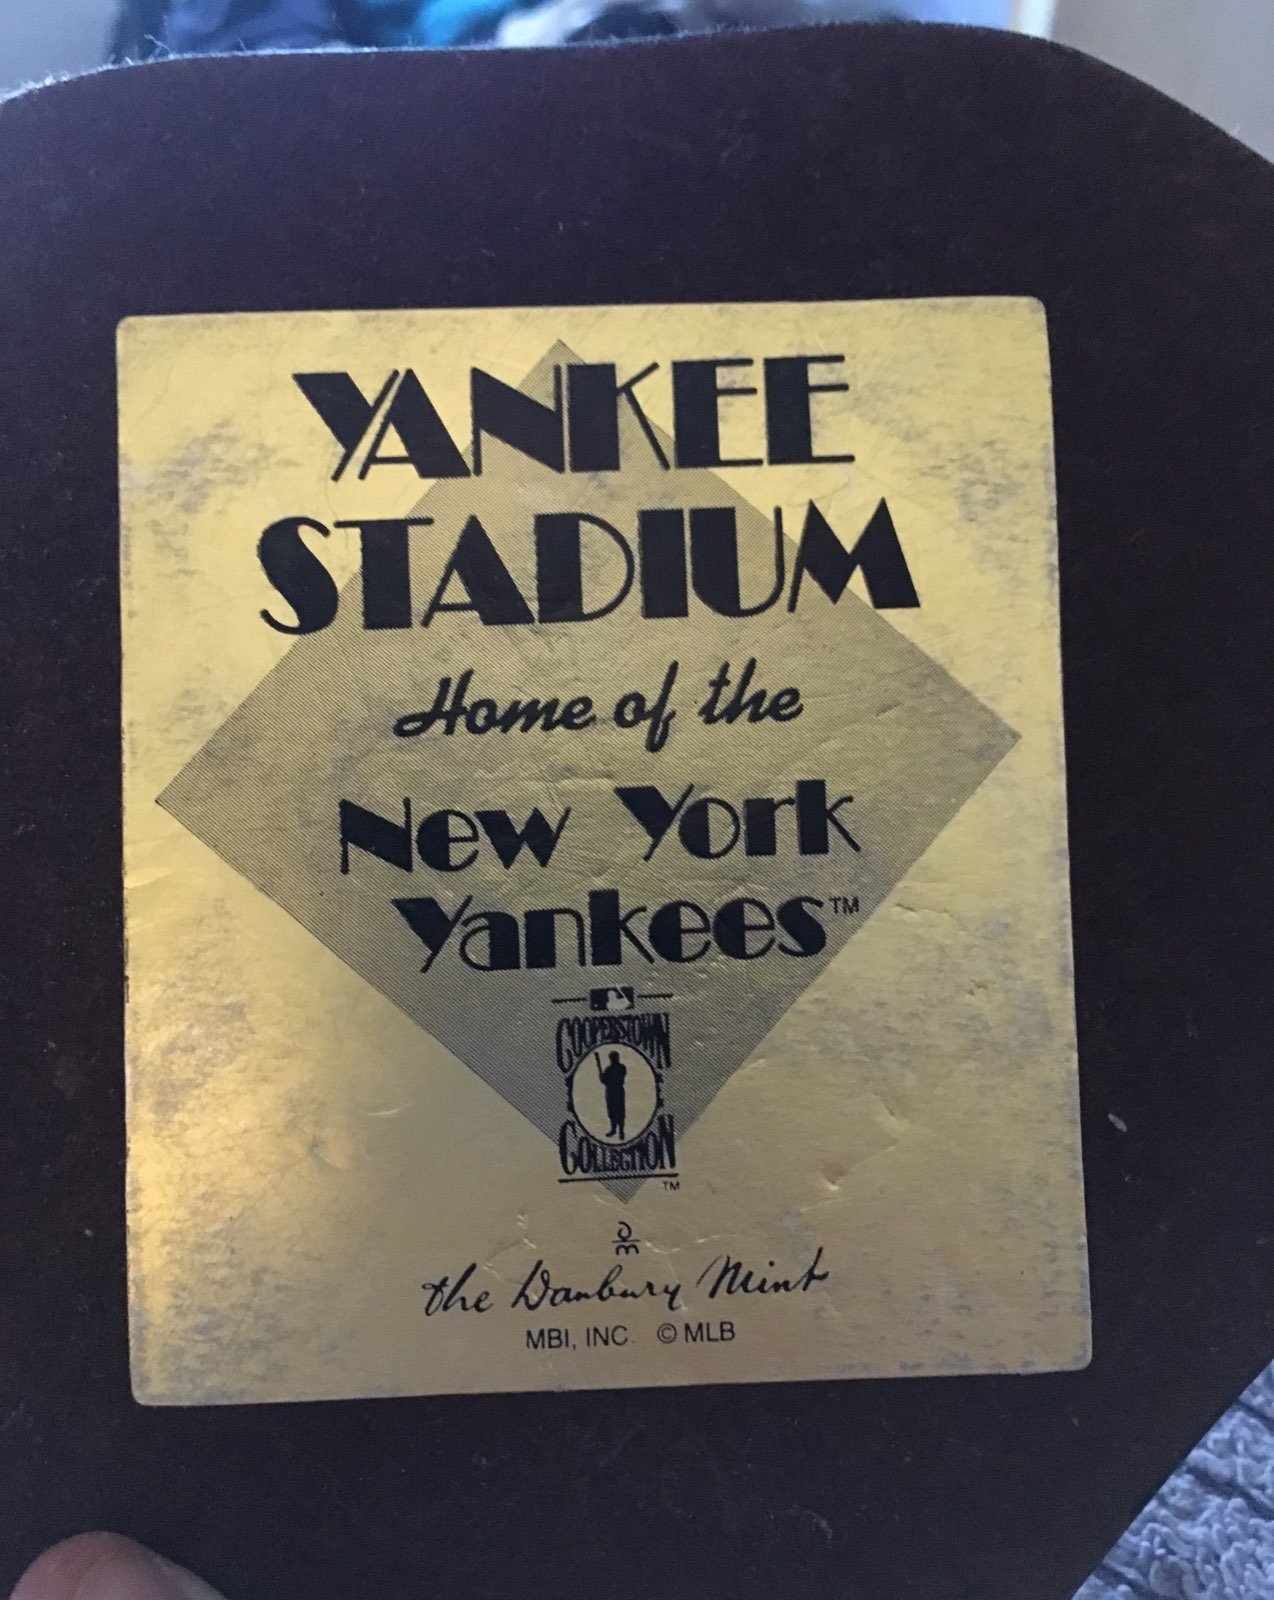 YANKEE
STADIUM
Home of the
New York
Yankees™
COOPERSTOWN
COLLECTION
TM
the Danbury Mint
MBI, INC. © MLB